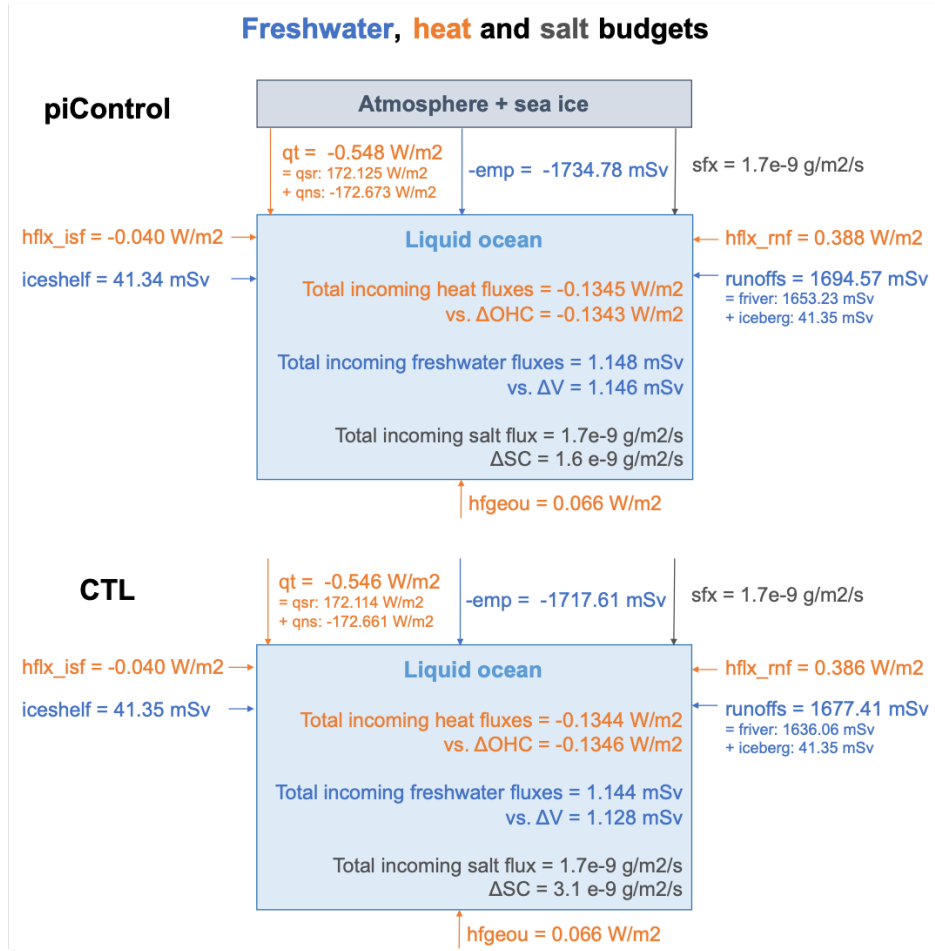 Freshwater, heat and salt budgets
piControl
Atmosphere + sea ice
qt = -0.548 W/m2
= qsr: 172.125 W/m2
+ qns: -172.673 W/m2
-emp = -1734.78 mSv
sfx = 1.7e-9 g/m2/s
hflx_isf = -0.040 W/m2
iceshelf = 41.34 mSv
Liquid ocean
hflx_rnf = 0.388 W/m2
runoffs = 1694.57 mSv
= friver: 1653.23 mSv
+ iceberg: 41.35 mSv
Total incoming heat fluxes = -0.1345 W/m2
vs. ΔOHC = -0.1343 W/m2
Total incoming freshwater fluxes = 1.148 mSv
vs. ΔV = 1.146 mSv
Total incoming salt flux = 1.7e-9 g/m2/s
ΔSC = 1.6 e-9 g/m2/s
hfgeou = 0.066 W/m2
CTL
qt = -0.546 W/m2
= qsr: 172.114 W/m2
+ qns: -172.661 W/m2
-emp = -1717.61 mSv
sfx = 1.7e-9 g/m2/s
hflx_isf = -0.040 W/m2
iceshelf = 41.35 mSv
Liquid ocean
hflx_rnf = 0.386 W/m2
runoffs = 1677.41 mSv
= friver: 1636.06 mSv
+ iceberg: 41.35 mSv
Total incoming heat fluxes = -0.1344 W/m2
vs. ΔOHC = -0.1346 W/m2
Total incoming freshwater fluxes = 1.144 mSv
vs. ΔV = 1.128 mSv
Total incoming salt flux = 1.7e-9 g/m2/s
ΔSC = 3.1 e-9 g/m2/s
hfgeou = 0.066 W/m2